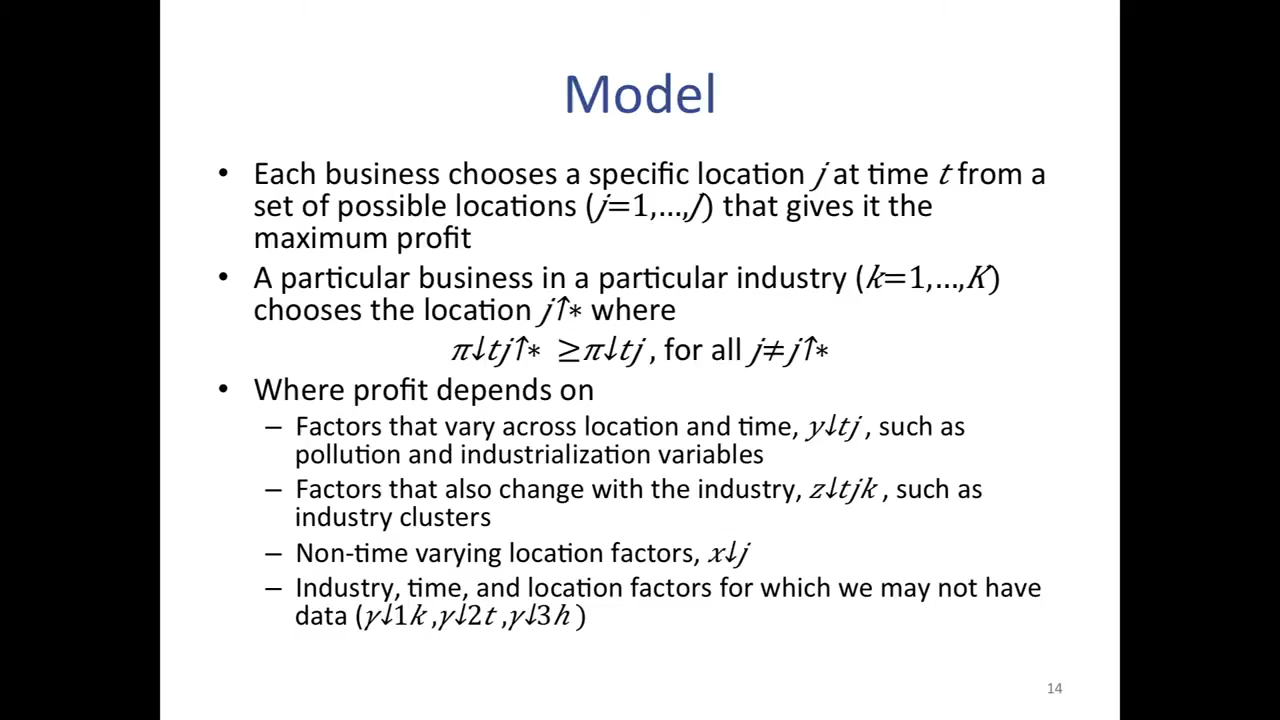 Model
• Each business chooses a specific location j at time t from a
set of possible locations (j=1,…,J) that gives it the
maximum profit
• A particular business in a particular industry (k=1,…,K)
chooses the location j↑∗ where
π↓tj↑∗ ≥π↓tj , for all j≠j↑∗
• Where profit depends on
– Factors that vary across location and time, y↓tj , such as
pollution and industrialization variables
– Factors that also change with the industry, z↓tjk , such as
industry clusters
– Non-time varying location factors, x↓j
– Industry, time, and location factors for which we may not have
data (γ↓1k ,γ↓2t ,γ↓3h )
14